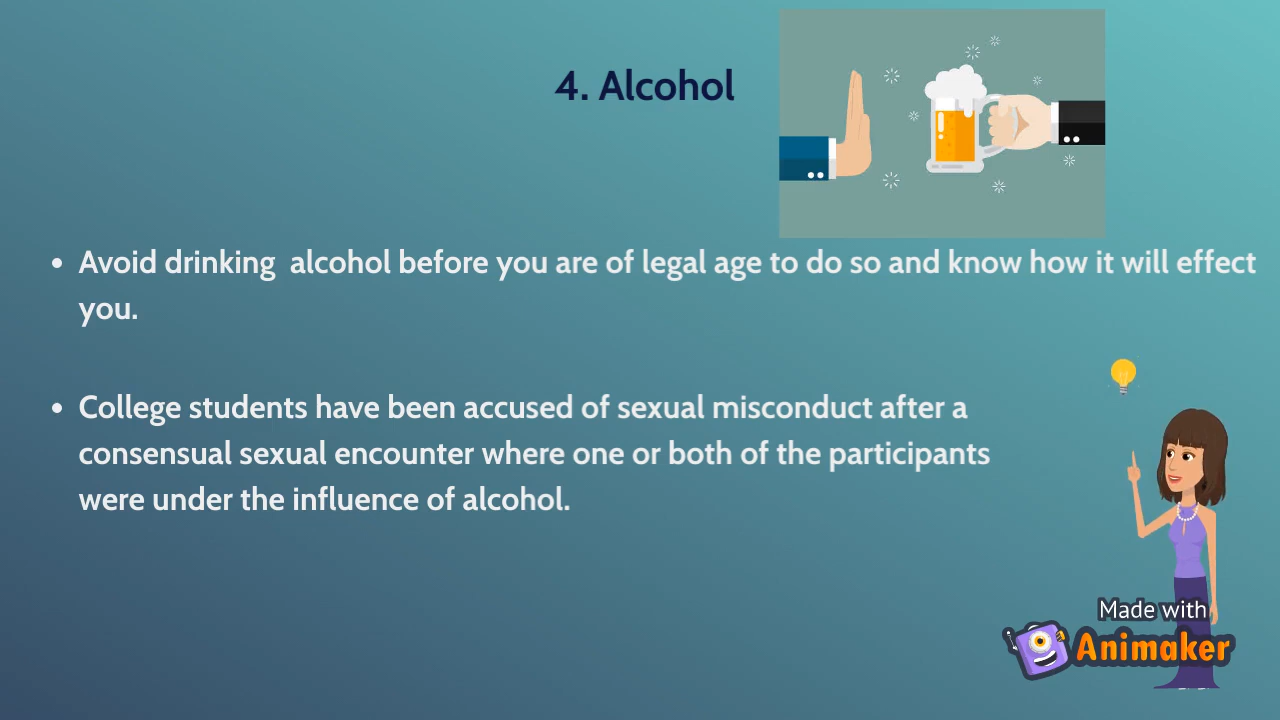 4. Alcohol
• Avoid drinking  alcohol before you are of legal age to do so and know how it will effect
you.
• College students have been accused of sexual misconduct after a
consensual sexual encounter where one or both of the participants
were under the influence of alcohol.
Made with
Animaker